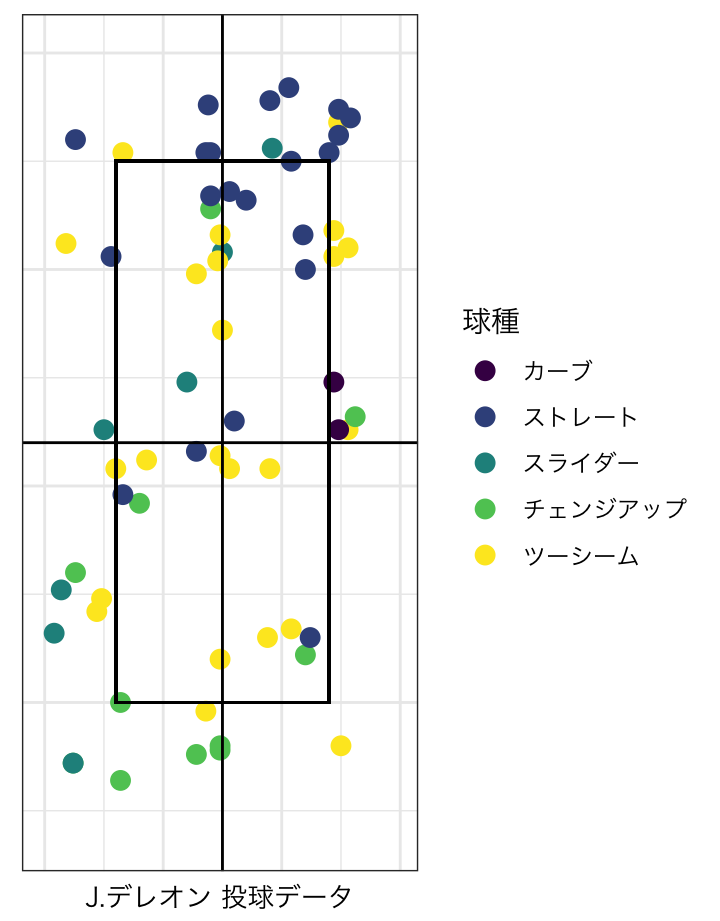 球種
カーブ
ストレート
スライダー
チェンジアップ
ツーシーム
J.デレオン 投球データ